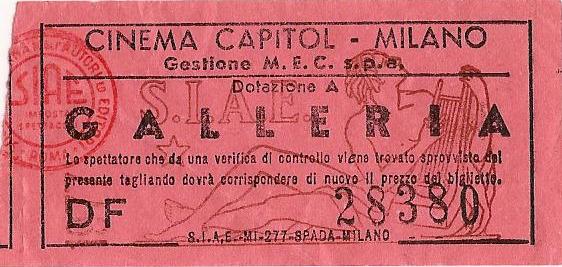 CINEMA CAPITOL - MILANO
Gestione M.E.C. s.p.a.
Dotazione A
S.I.A.E.
GALLERIA
Lo spettatore che da una verifica di controllo viene trovato sprovvisto del
presente tagliando dovrà corrispondere di nuovo il prezzo del biglietto.
DF 28380
S.I.A.E.-MI-277-SPADA-MILANO
S.I.A.E
ROMA